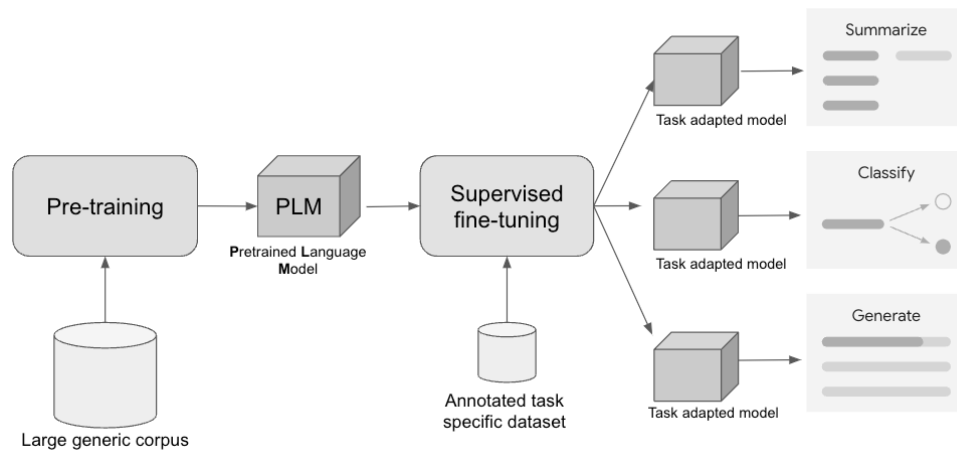 Pre-training
Large generic corpus
PLM
Pretrained Language
Model
Supervised
fine-tuning
Annotated task
specific dataset
Task adapted model
Summarize
Task adapted model
Classify
Task adapted model
Generate